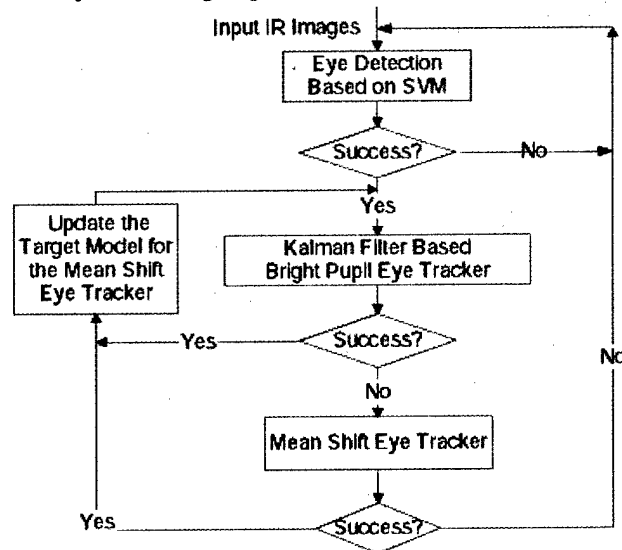 Input IR Images
Eye Detection
Based on SVM
Success?
No
Yes
Update the
Target Model for
the Mean Shift
Eye Tracker
Kalman Filter Based
Bright Pupil Eye Tracker
Success?
Yes
No
No
Mean Shift Eye Tracker
Success?
Yes